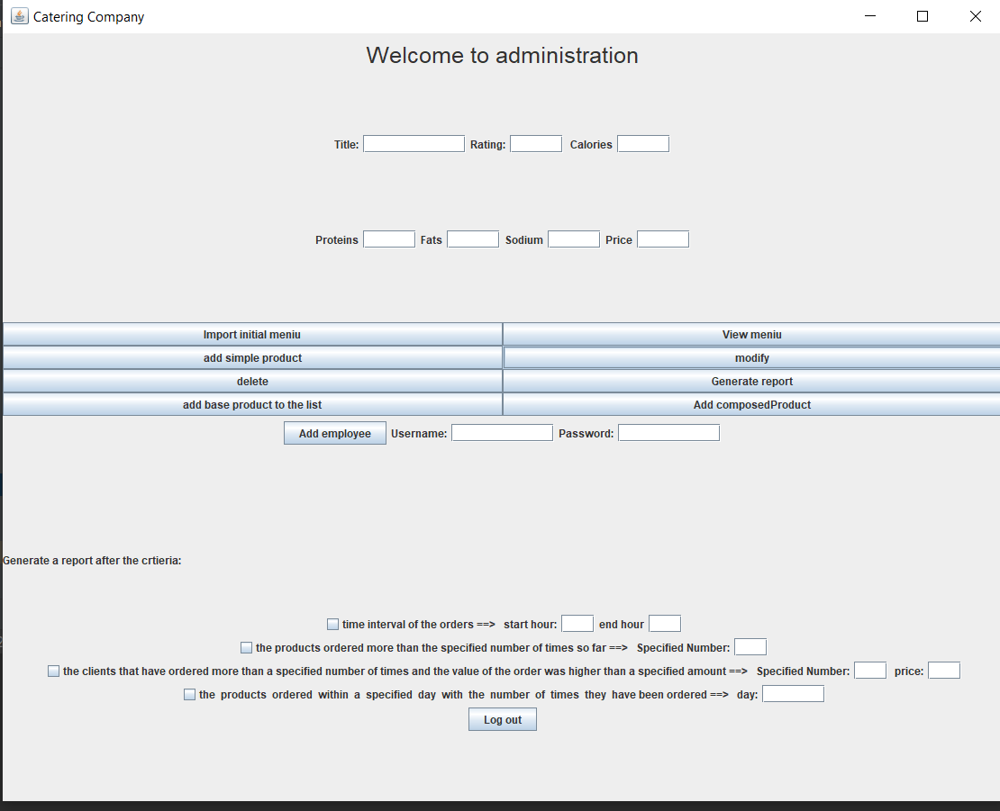 Catering Company
Welcome to administration
Title: Rating: Calories
Proteins Fats Sodium Price
Import initial meniu View meniu
add simple product modify
delete Generate report
add base product to the list Add composedProduct
Add employee Username: Password:
Generate a report after the crtieria:
time interval of the orders ==> start hour: end hour
the products ordered more than the specified number of times so far ==> Specified Number:
the clients that have ordered more than a specified number of times and the value of the order was higher than a specified amount ==> Specified Number: price:
the products ordered within a specified day with the number of times they have been ordered ==> day:
Log out